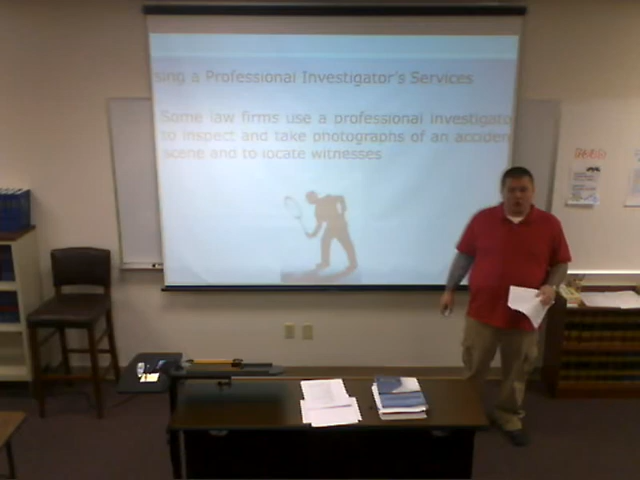 sing a Professional Investigator's Services
Some law firms use a professional investigato
to inspect and take photographs of an acciden
scene and to locate witnesses